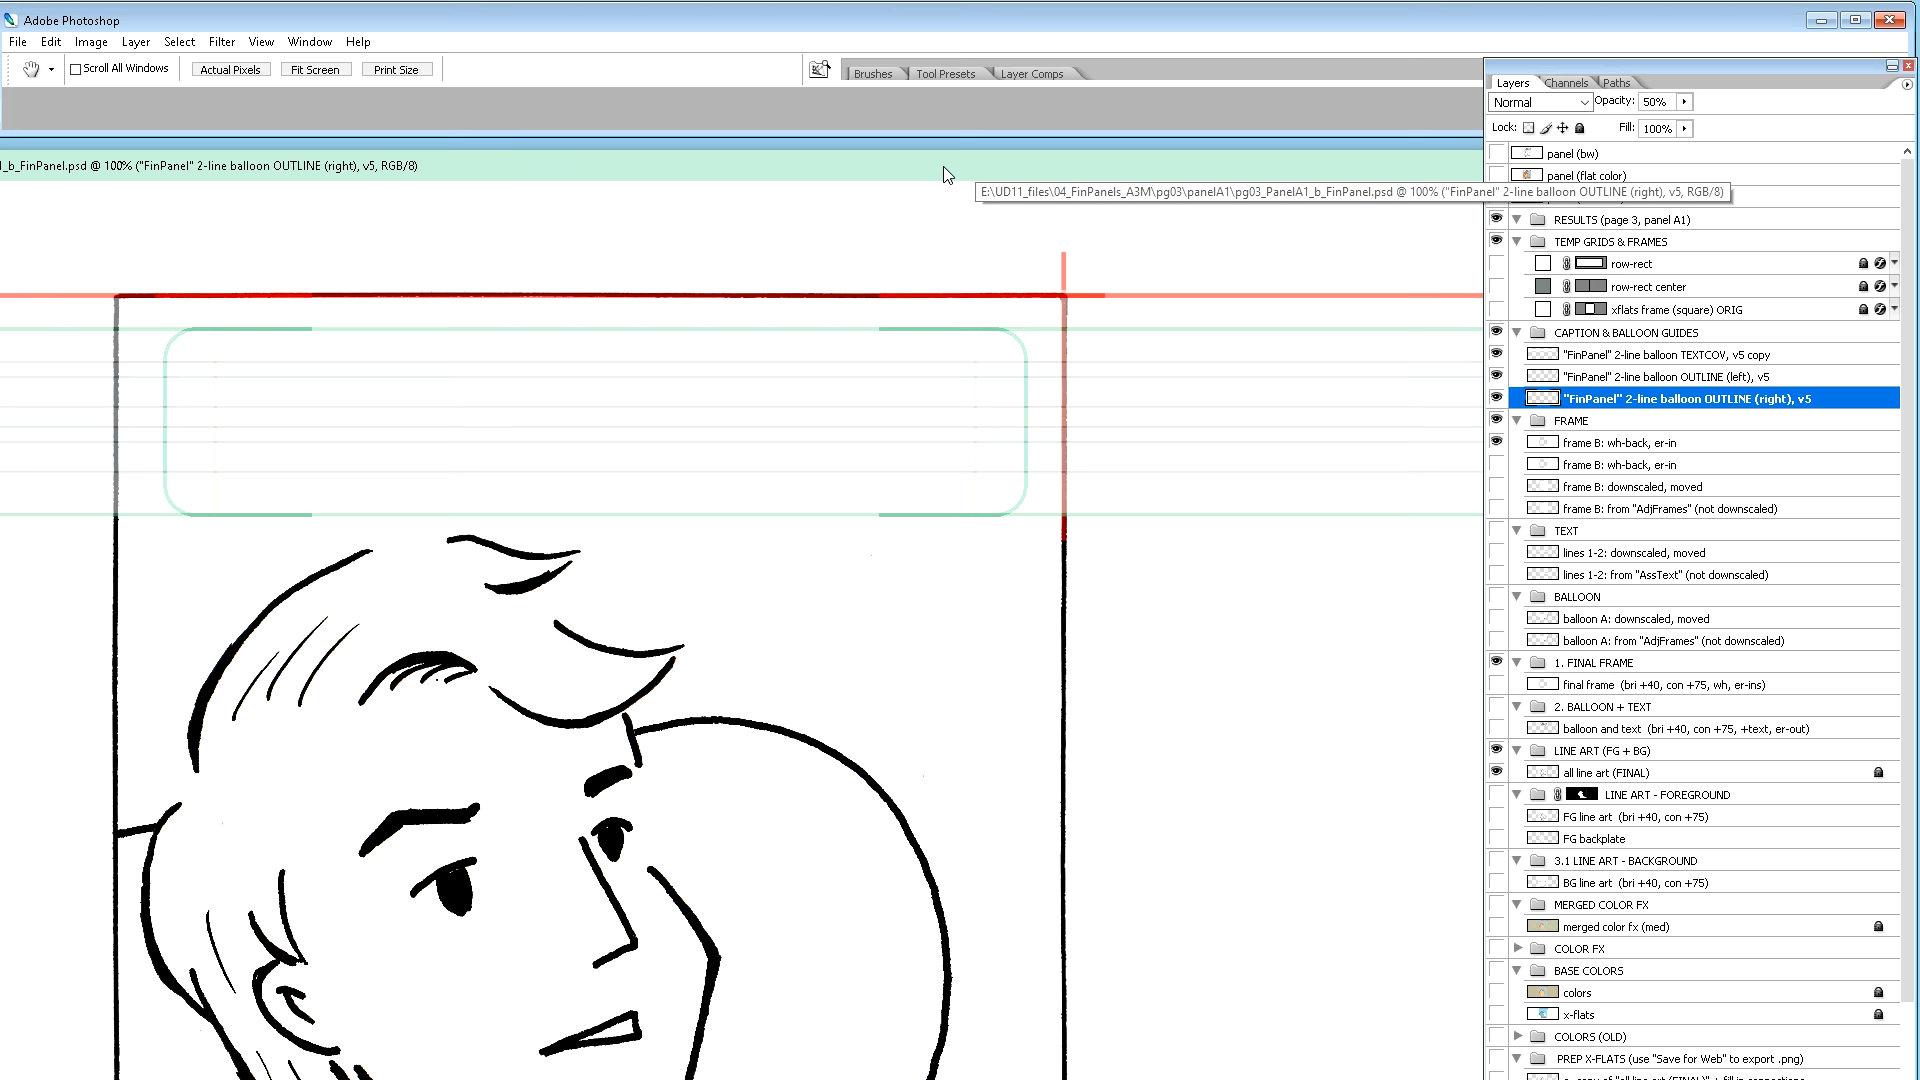 Adobe Photoshop
File Edit Image Layer Select Filter View Window Help
Scroll All Windows Actual Pixels Fit Screen Print Size Brushes Tool Presets Layer Comps
l_b_FinPanel.psd @ 100% ("FinPanel" 2-line balloon OUTLINE (right), v5, RGB/8)
E:\UD11_files\04_FinPanels_A3M\pg03\panelA1\pg03_PanelA1_b_FinPanel.psd @ 100% ("FinPanel" 2-line balloon OUTLINE (right), v5, RGB/8)
Layers Channels Paths
Normal Opacity: 50%
Lock: Fill: 100%
panel (bw)
panel (flat color)
RESULTS (page 3, panel A1)
TEMP GRIDS & FRAMES
row-rect
row-rect center
xflats frame (square) ORIG
CAPTION & BALLOON GUIDES
"FinPanel" 2-line balloon TEXTCOV, v5 copy
"FinPanel" 2-line balloon OUTLINE (left), v5
"FinPanel" 2-line balloon OUTLINE (right), v5
FRAME
frame B: wh-back, er-in
frame B: wh-back, er-in
frame B: downscaled, moved
frame B: from "AdjFrames" (not downscaled)
TEXT
lines 1-2: downscaled, moved
lines 1-2: from "AssText" (not downscaled)
BALLOON
balloon A: downscaled, moved
balloon A: from "AdjFrames" (not downscaled)
1. FINAL FRAME
final frame (bri +40, con +75, wh, er-ins)
2. BALLOON + TEXT
balloon and text (bri +40, con +75, +text, er-out)
LINE ART (FG + BG)
all line art (FINAL)
LINE ART - FOREGROUND
FG line art (bri +40, con +75)
FG backplate
3.1 LINE ART - BACKGROUND
BG line art (bri +40, con +75)
MERGED COLOR FX
merged color fx (med)
COLOR FX
BASE COLORS
colors
x-flats
COLORS (OLD)
PREP X-FLATS (use "Save for Web" to export .png)